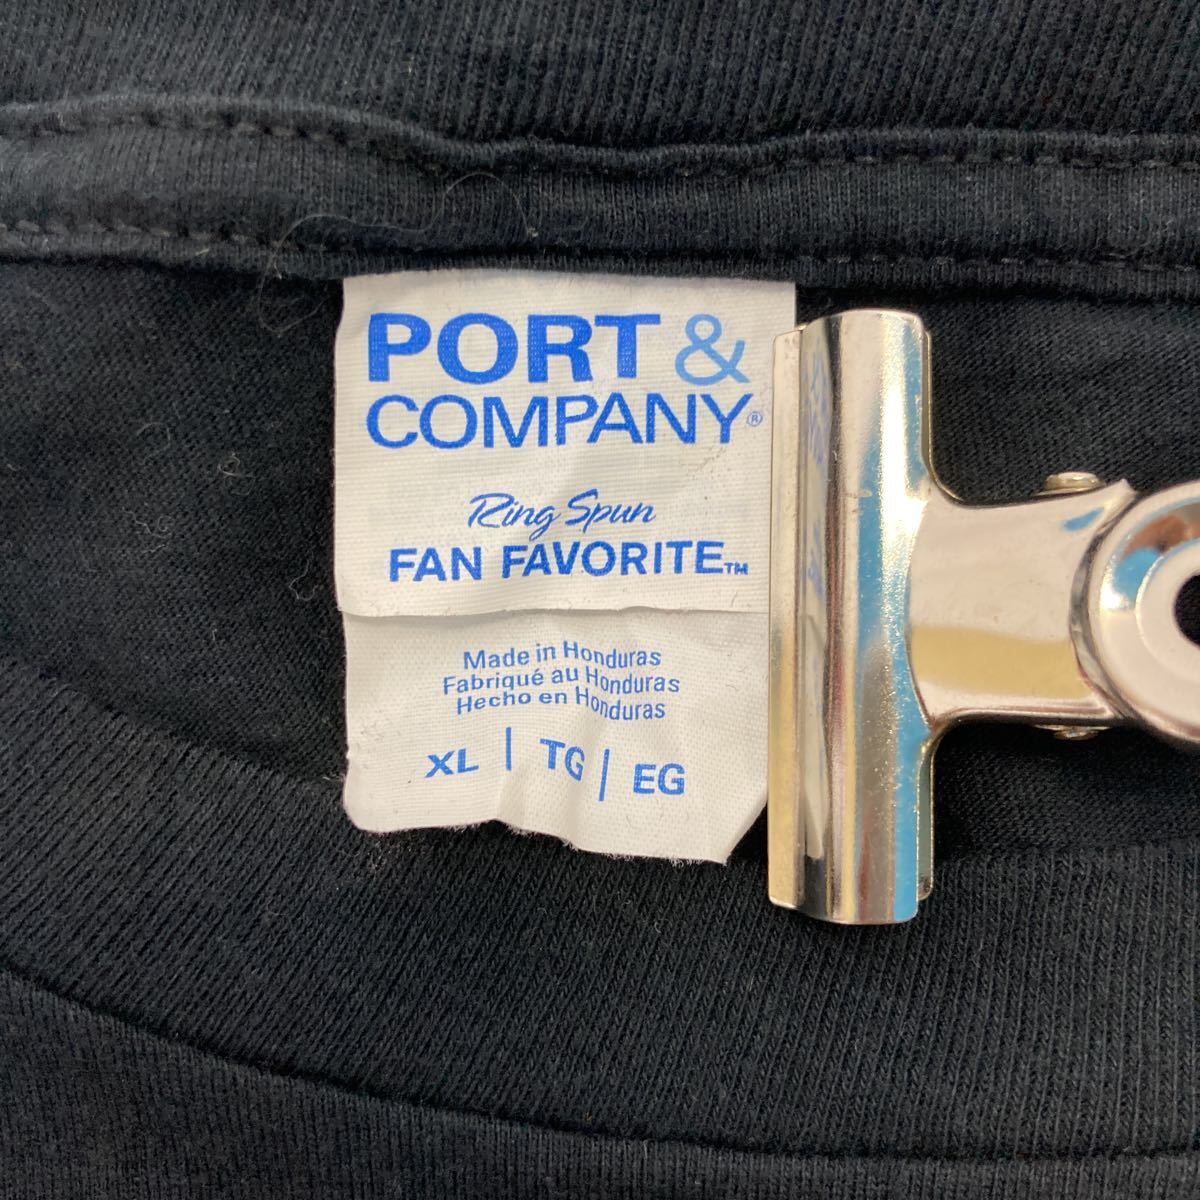 PORT &
COMPANY®
Ring Spun
FAN FAVORITE™
Made in Honduras
Fabriqué au Honduras
Hecho en Honduras
XL | TG | EG